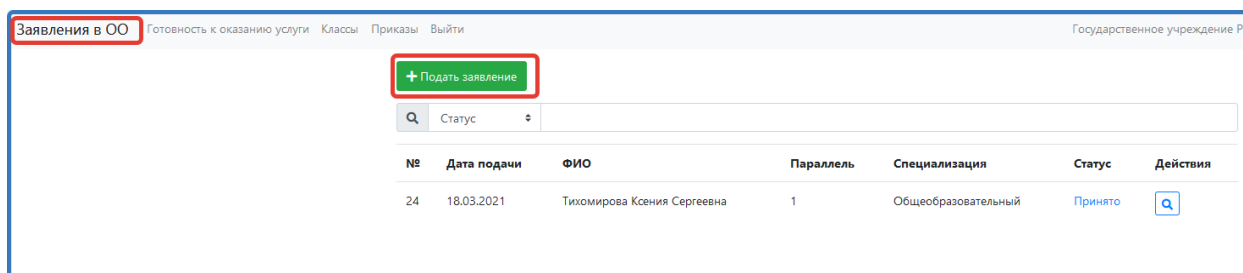 Заявления в ОО Готовность к оказанию услуги Классы Приказы Выйти Государственное учреждение Р
Подать заявление
Статус
№ Дата подачи ФИО Параллель Специализация Статус Действия
24 18.03.2021 Тихомирова Ксения Сергеевна 1 Общеобразовательный Принято